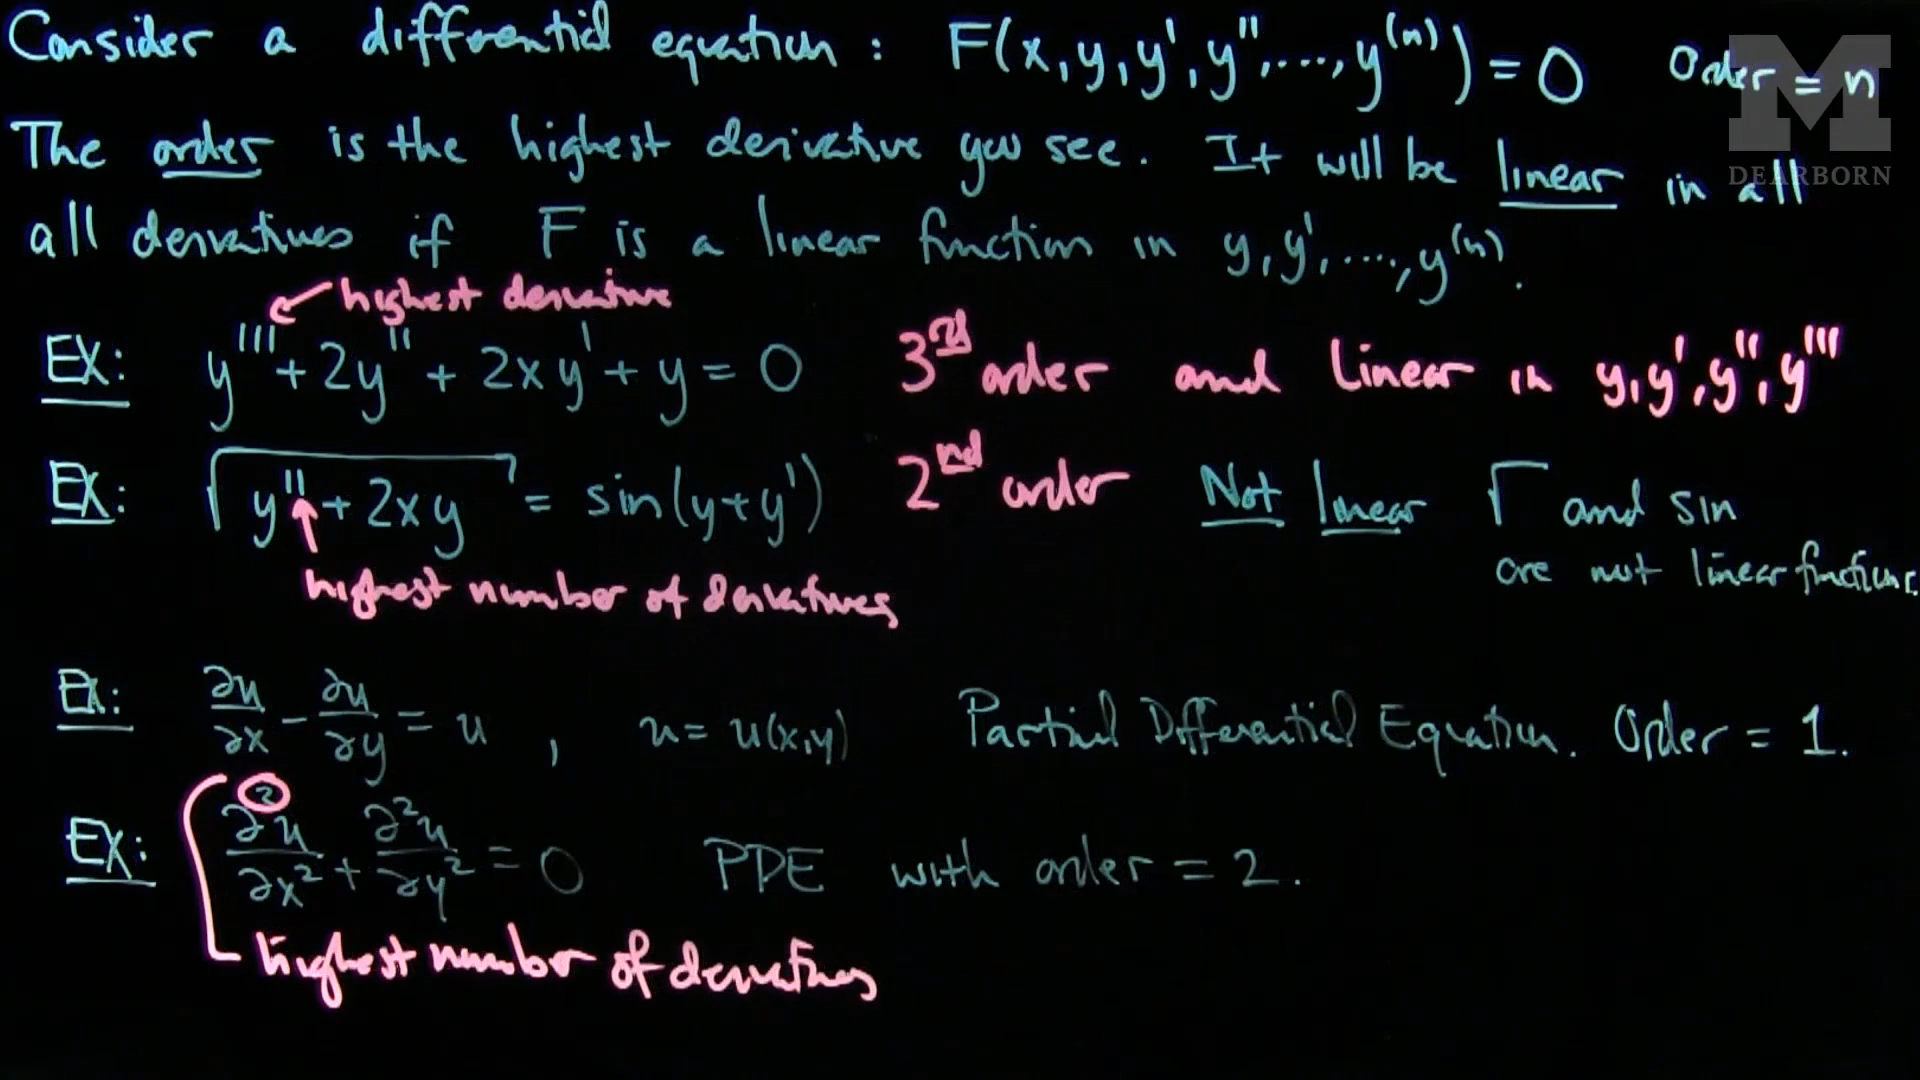 Consider a differential equation: F(x, y, y', y'', ...., y⁽ⁿ⁾) = 0 Order = n
The order is the highest derivative you see. It will be linear in all
all derivatives if F is a linear function in y, y', ...., y⁽ⁿ⁾.
highest derivative
EX: y''' + 2y'' + 2xy' + y = 0 3rd order and linear in y, y', y'', y'''
EX: √(y'' + 2xy) = sin(y+y') 2nd order Not linear √ and sin
are not linear functions.
highest number of derivatives
EX: ∂u/∂x - ∂u/∂y = u , u = u(x,y) Partial Differential Equation. Order = 1.
EX: ∂²u/∂x² + ∂²u/∂y² = 0 PDE with order = 2.
highest number of derivatives
M
DEARBORN